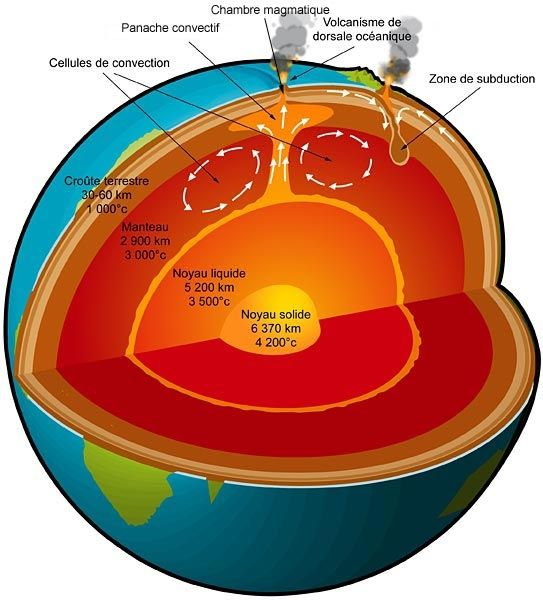 Chambre magmatique
Volcanisme de
dorsale océanique
Panache convectif
Cellules de convection
Zone de subduction
Croûte terrestre
30-60 km
1 000°c
Manteau
2 900 km
3 000°c
Noyau liquide
5 200 km
3 500°c
Noyau solide
6 370 km
4 200°c